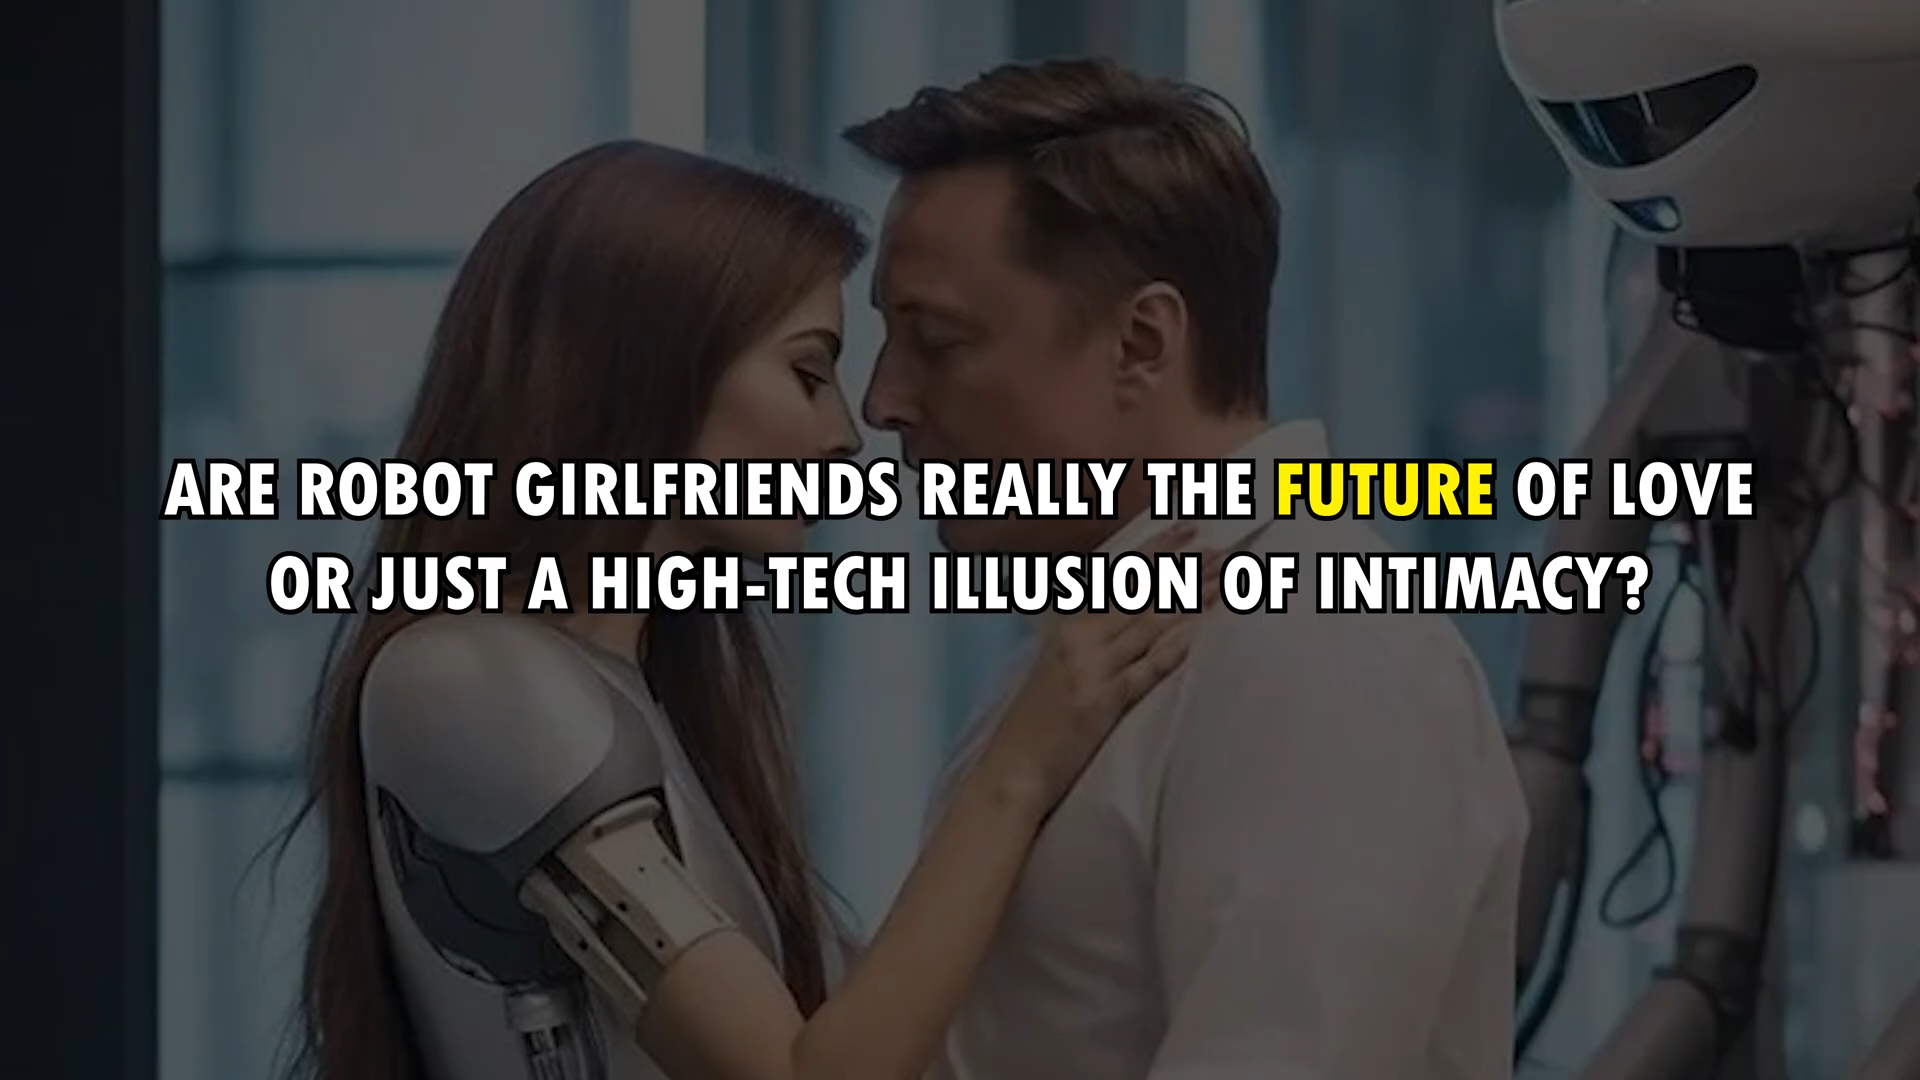 ARE ROBOT GIRLFRIENDS REALLY THE FUTURE OF LOVE
OR JUST A HIGH-TECH ILLUSION OF INTIMACY?